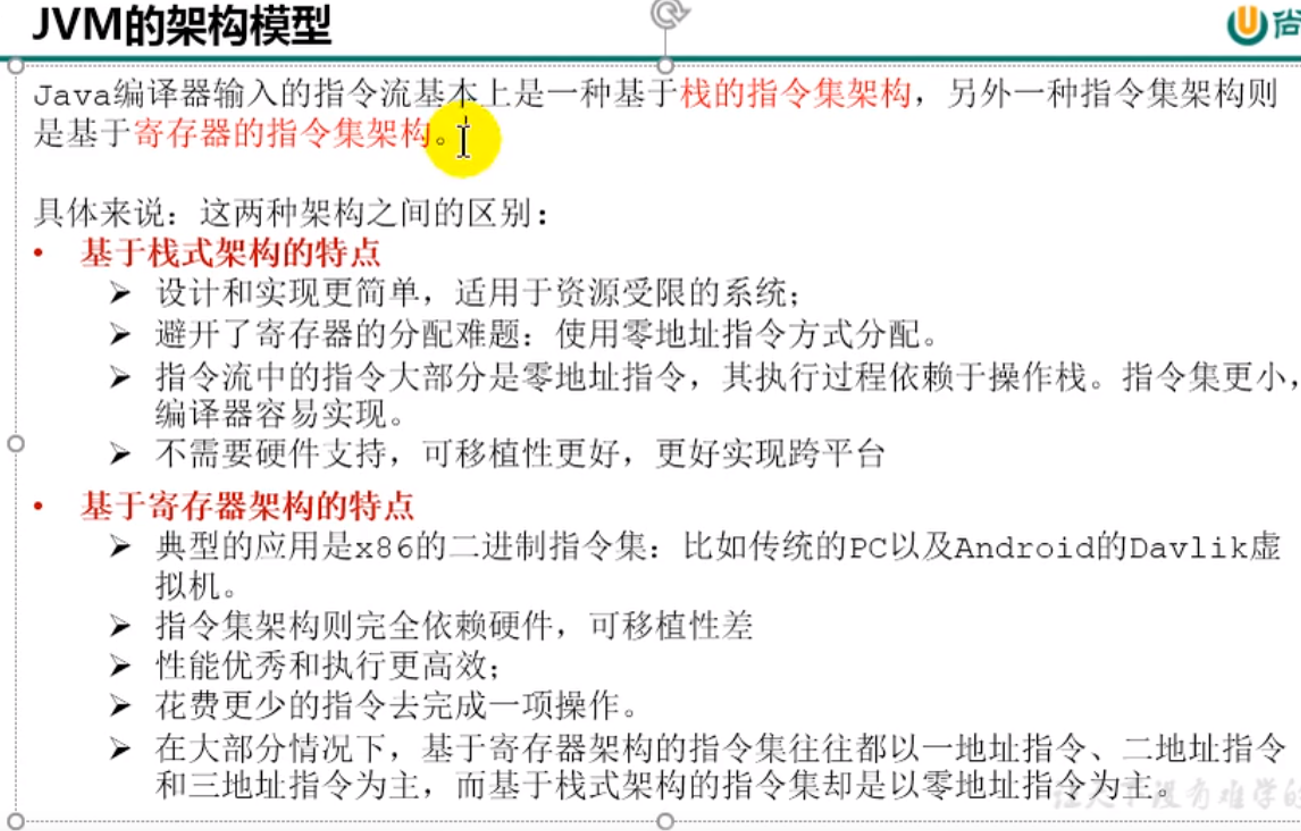 JVM的架构模型
尚
Java编译器输入的指令流基本上是一种基于栈的指令集架构，另外一种指令集架构则
是基于寄存器的指令集架构。
具体来说：这两种架构之间的区别：
• 基于栈式架构的特点
➢ 设计和实现更简单，适用于资源受限的系统；
➢ 避开了寄存器的分配难题：使用零地址指令方式分配。
➢ 指令流中的指令大部分是零地址指令，其执行过程依赖于操作栈。指令集更小，
编译器容易实现。
➢ 不需要硬件支持，可移植性更好，更好实现跨平台
• 基于寄存器架构的特点
➢ 典型的应用是x86的二进制指令集：比如传统的PC以及Android的Davlik虚
拟机。
➢ 指令集架构则完全依赖硬件，可移植性差
➢ 性能优秀和执行更高效；
➢ 花费更少的指令去完成一项操作。
➢ 在大部分情况下，基于寄存器架构的指令集往往都以一地址指令、二地址指令
和三地址指令为主，而基于栈式架构的指令集却是以零地址指令为主。
没有难学的